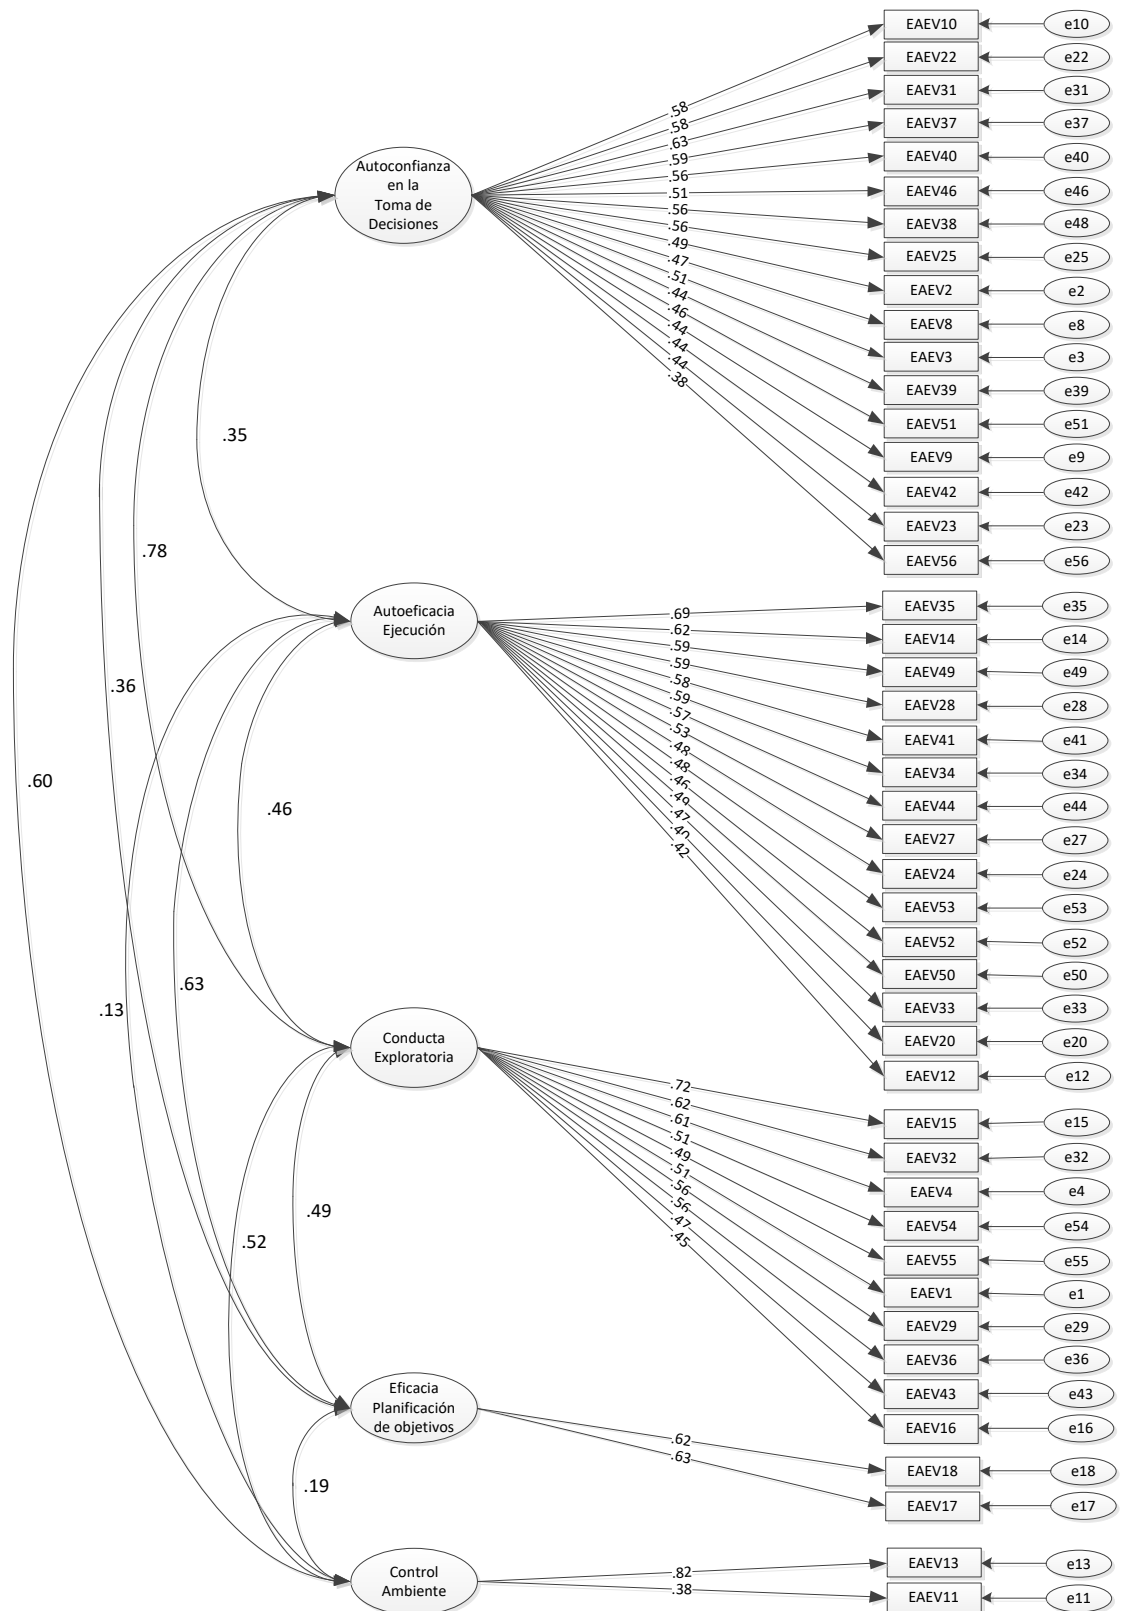 EAEV10 e10
EAEV22 e22
EAEV31 e31
EAEV37 e37
EAEV40 e40
EAEV46 e46
EAEV38 e48
EAEV25 e25
EAEV2 e2
EAEV8 e8
EAEV3 e3
EAEV39 e39
EAEV51 e51
EAEV9 e9
EAEV42 e42
EAEV23 e23
EAEV56 e56
.58
.58
.63
.59
.56
.51
.56
.56
.49
.47
.51
.44
.46
.44
.44
.44
.38
Autoconfianza
en la
Toma de
Decisiones
.35
.78
.36
.60
Autoeficacia
Ejecución
.69
.62
.59
.59
.58
.59
.57
.53
.48
.48
.46
.49
.47
.40
.42
EAEV35 e35
EAEV14 e14
EAEV49 e49
EAEV28 e28
EAEV41 e41
EAEV34 e34
EAEV44 e44
EAEV27 e27
EAEV24 e24
EAEV53 e53
EAEV52 e52
EAEV50 e50
EAEV33 e33
EAEV20 e20
EAEV12 e12
.46
.63
.13
Conducta
Exploratoria
.72
.62
.61
.51
.49
.51
.56
.56
.47
.45
EAEV15 e15
EAEV32 e32
EAEV4 e4
EAEV54 e54
EAEV55 e55
EAEV1 e1
EAEV29 e29
EAEV36 e36
EAEV43 e43
EAEV16 e16
.49
.52
Eficacia
Planificación
de objetivos
.62
.63
EAEV18 e18
EAEV17 e17
.19
Control
Ambiente
.82
.38
EAEV13 e13
EAEV11 e11